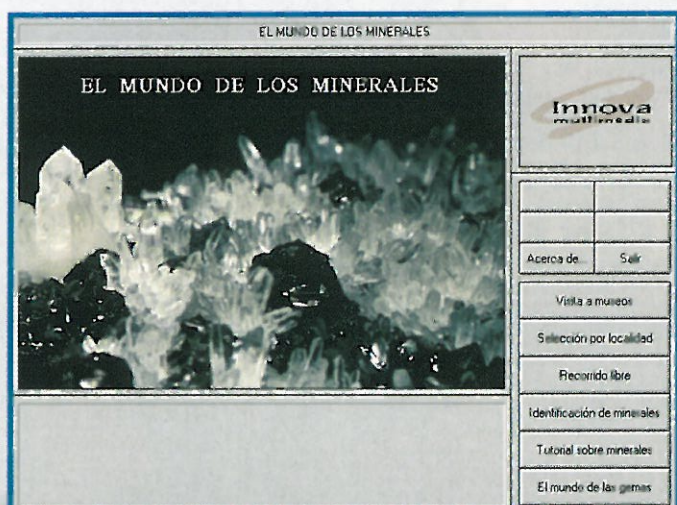 EL MUNDO DE LOS MINERALES
EL MUNDO DE LOS MINERALES
Innova
multimedia
Acerca de...
Salir
Visita a museos
Selección por localidad
Recorrido libre
Identificación de minerales
Tutorial sobre minerales
El mundo de las gemas